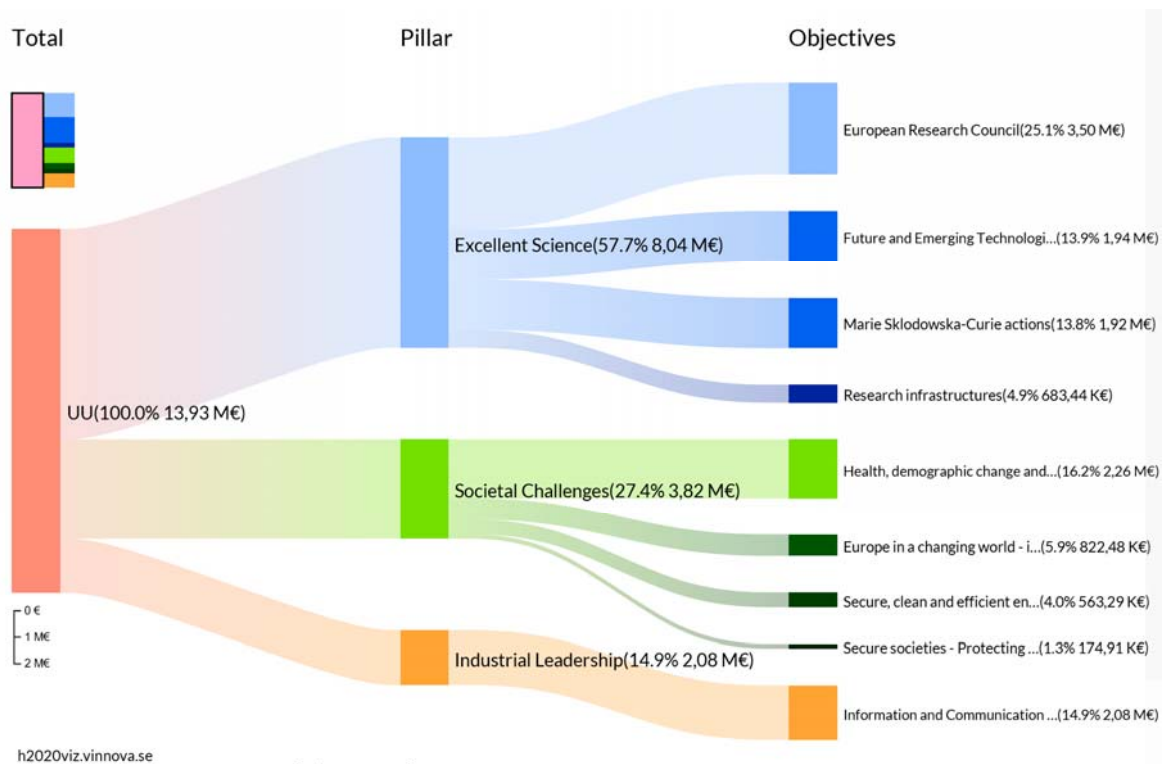 Total
Pillar
Objectives
European Research Council(25.1% 3,50 M€)
Future and Emerging Technologi...(13.9% 1,94 M€)
Excellent Science(57.7% 8,04 M€)
Marie Sklodowska-Curie actions(13.8% 1,92 M€)
Research infrastructures(4.9% 683,44 K€)
UU(100.0% 13,93 M€)
Health, demographic change and...(16.2% 2,26 M€)
Societal Challenges(27.4% 3,82 M€)
Europe in a changing world - i...(5.9% 822,48 K€)
Secure, clean and efficient en...(4.0% 563,29 K€)
0 €
1 M€
2 M€
Secure societies - Protecting ...(1.3% 174,91 K€)
Industrial Leadership(14.9% 2,08 M€)
Information and Communication ...(14.9% 2,08 M€)
h2020viz.vinnova.se